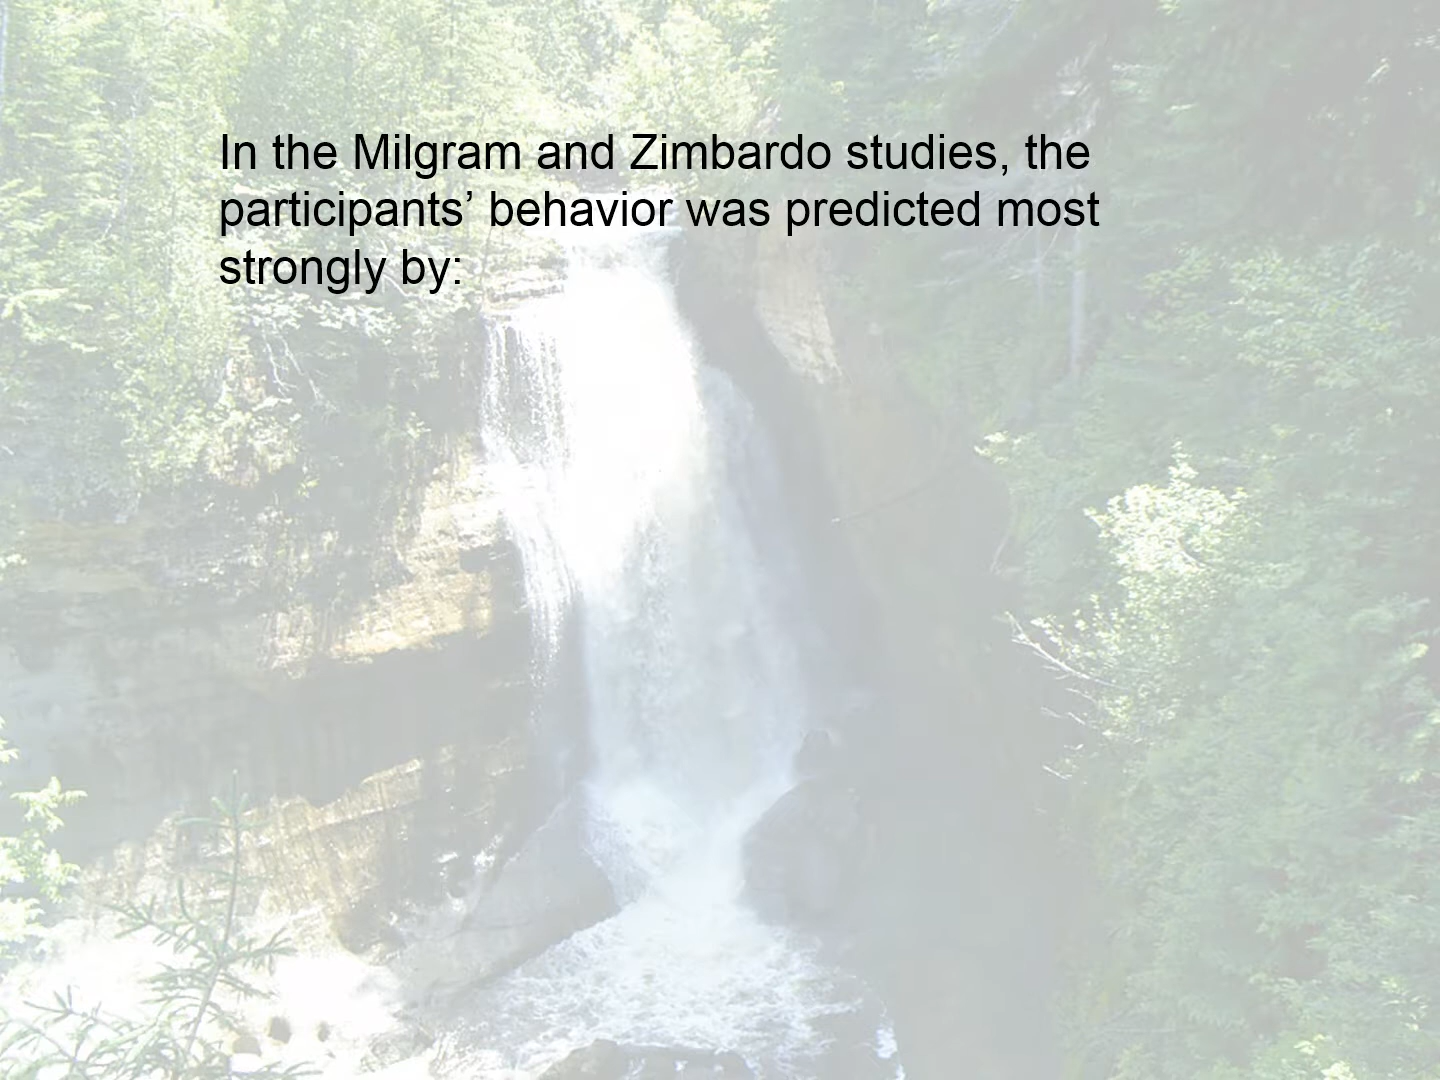 In the Milgram and Zimbardo studies, the
participants’ behavior was predicted most
strongly by: